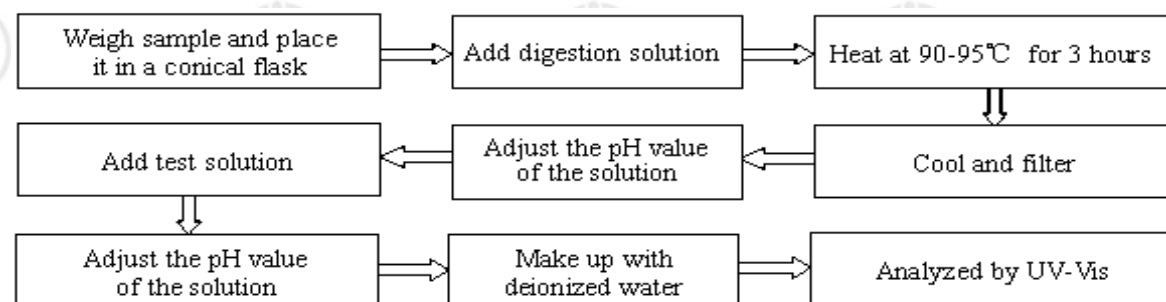 Weigh sample and place
it in a conical flask
Add digestion solution
Heat at 90-95℃ for 3 hours
Cool and filter
Adjust the pH value
of the solution
Add test solution
Adjust the pH value
of the solution
Make up with
deionized water
Analyzed by UV-Vis